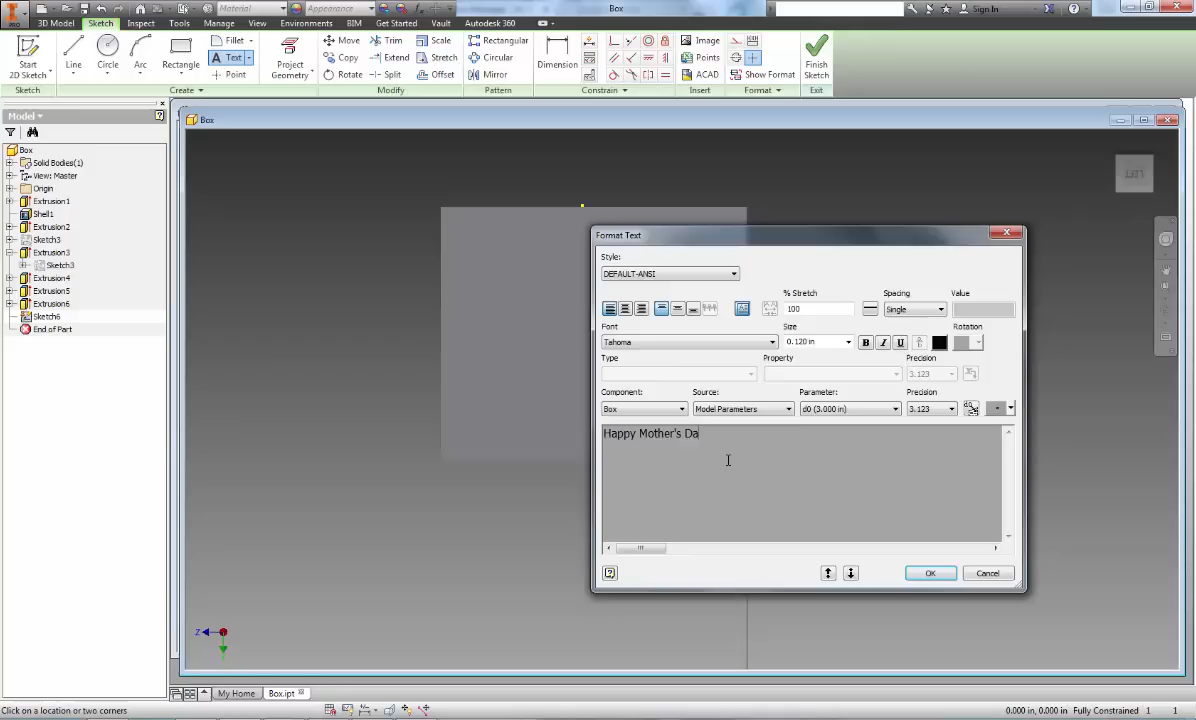 PRO
Material
Appearance
Box
Sign In
3D Model Sketch Inspect Tools Manage View Environments BIM Get Started Vault Autodesk 360
Start
2D Sketch
Line
Circle
Arc
Rectangle
Fillet
Text
Point
Project
Geometry
Move
Copy
Rotate
Trim
Extend
Split
Scale
Stretch
Offset
Rectangular
Circular
Mirror
Dimension
Image
Points
ACAD
Show Format
Finish
Sketch
Sketch Create Modify Pattern Constrain Insert Format Exit
Model
Box
Solid Bodies(1)
View: Master
Origin
Extrusion1
Shell1
Extrusion2
Sketch3
Extrusion3
Sketch3
Extrusion4
Extrusion5
Extrusion6
Sketch6
End of Part
Box
LEFT
Format Text
Style:
DEFAULT-ANSI
% Stretch Spacing Value
100 Single
Font Size Rotation
Tahoma 0.120 in B I U
Type Property Precision
3.123
Component: Source: Parameter: Precision
Box Model Parameters d0 (3.000 in) 3.123
Happy Mother's Da
OK Cancel
Z
My Home Box.ipt
Click on a location or two corners 0.000 in, 0.000 in Fully Constrained 1 1